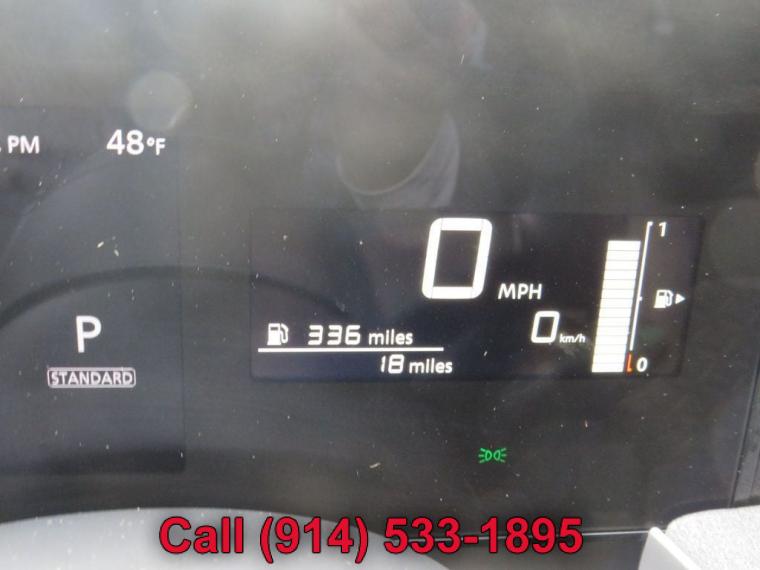 PM 48°F
0 MPH
1
P
STANDARD
336 miles
0 km/h
18 miles
0
Call (914) 533-1895